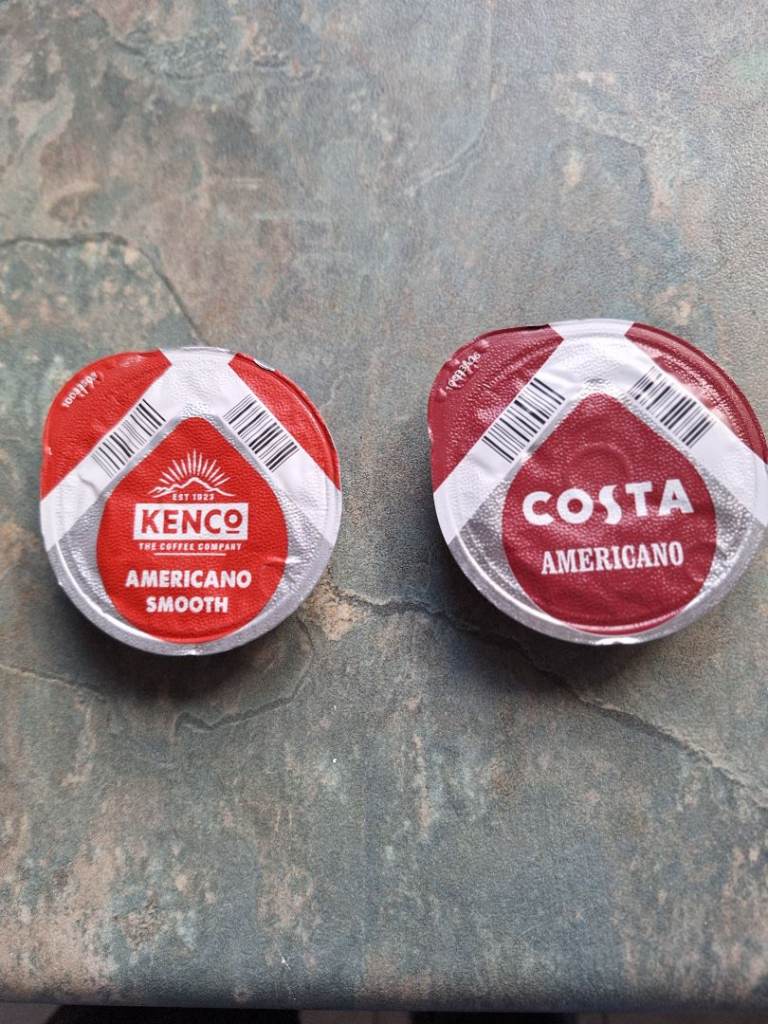 EST 1923
KENCO
THE COFFEE COMPANY
AMERICANO
SMOOTH
COSTA
AMERICANO